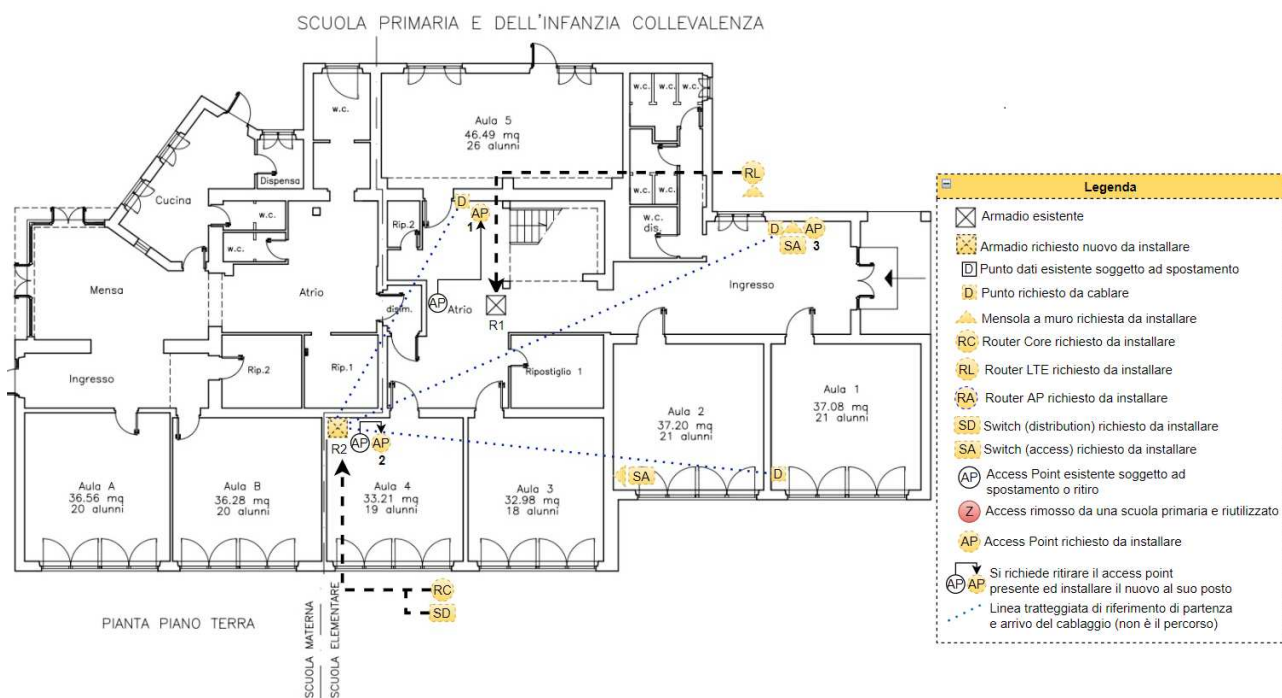 SCUOLA PRIMARIA E DELL'INFANZIA COLLEVALENZA
w.c.
w.c.
w.c.
w.c.
Aula 5
46.49 mq
26 alunni
RL
Dispensa
Cucina
w.c.
w.c.
w.c.
w.c.
w.c.
dis.
Rip.2
D
AP
1
D
AP
SA
3
Mensa
Atrio
disim.
AP
Atrio
R1
Ingresso
Ingresso
Rip.2
Rip.1
Ripostiglio 1
Aula 2
37.20 mq
21 alunni
Aula 1
37.08 mq
21 alunni
R2
AP
AP
2
SA
D
Aula A
36.56 mq
20 alunni
Aula B
36.28 mq
20 alunni
Aula 4
33.21 mq
19 alunni
Aula 3
32.98 mq
18 alunni
RC
SD
PIANTA PIANO TERRA
SCUOLA MATERNA
SCUOLA ELEMENTARE
Legenda
Armadio esistente
Armadio richiesto nuovo da installare
D Punto dati esistente soggetto ad spostamento
D Punto richiesto da cablare
Mensola a muro richiesta da installare
RC Router Core richiesto da installare
RL Router LTE richiesto da installare
RA Router AP richiesto da installare
SD Switch (distribution) richiesto da installare
SA Switch (access) richiesto da installare
AP Access Point esistente soggetto ad
spostamento o ritiro
Z Access rimosso da una scuola primaria e riutilizzato
AP Access Point richiesto da installare
AP AP Si richiede ritirare il access point
presente ed installare il nuovo al suo posto
Linea tratteggiata di riferimento di partenza
e arrivo del cablaggio (non è il percorso)